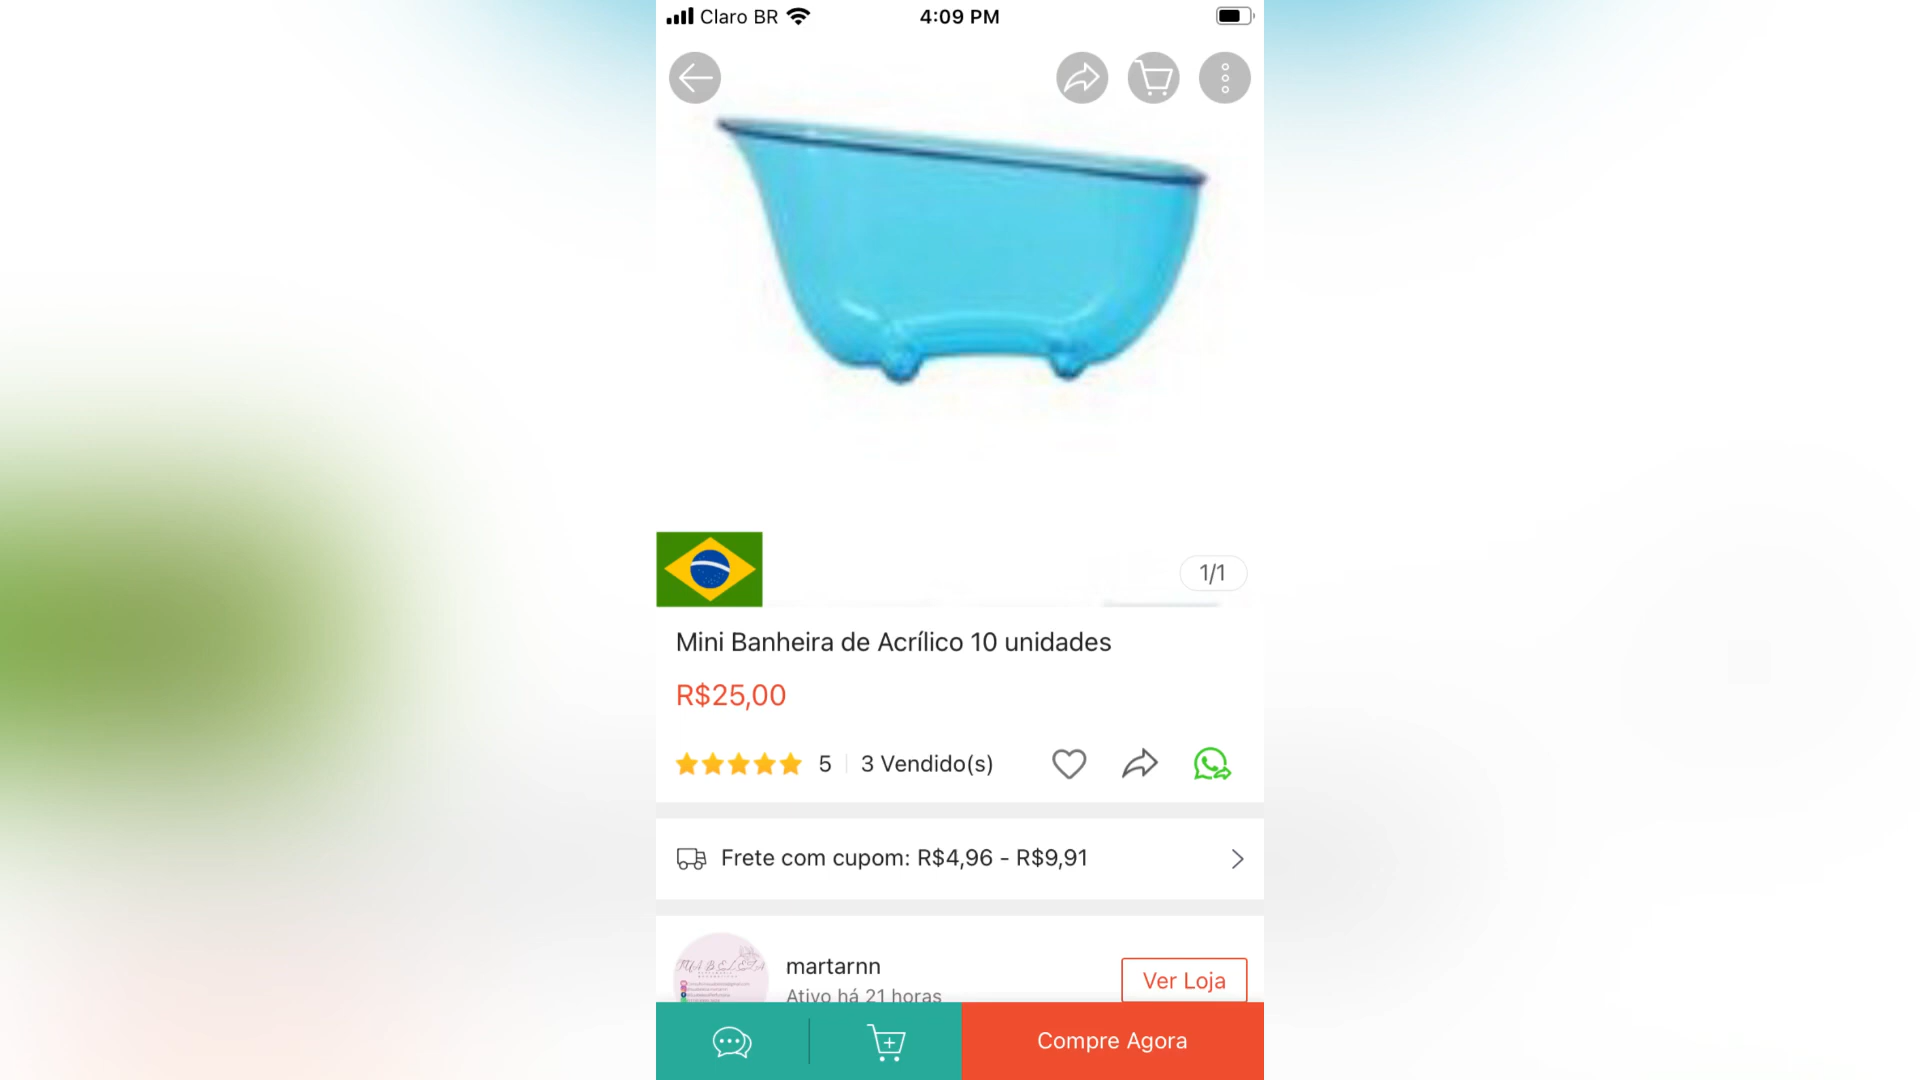 Claro BR
4:09 PM
1/1
Mini Banheira de Acrílico 10 unidades
R$25,00
5
3 Vendido(s)
Frete com cupom: R$4,96 - R$9,91
martarnn
Ativo há 21 horas
Ver Loja
Compre Agora